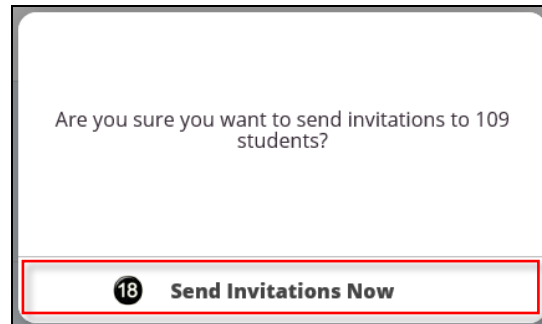 Are you sure you want to send invitations to 109
students?
18 Send Invitations Now